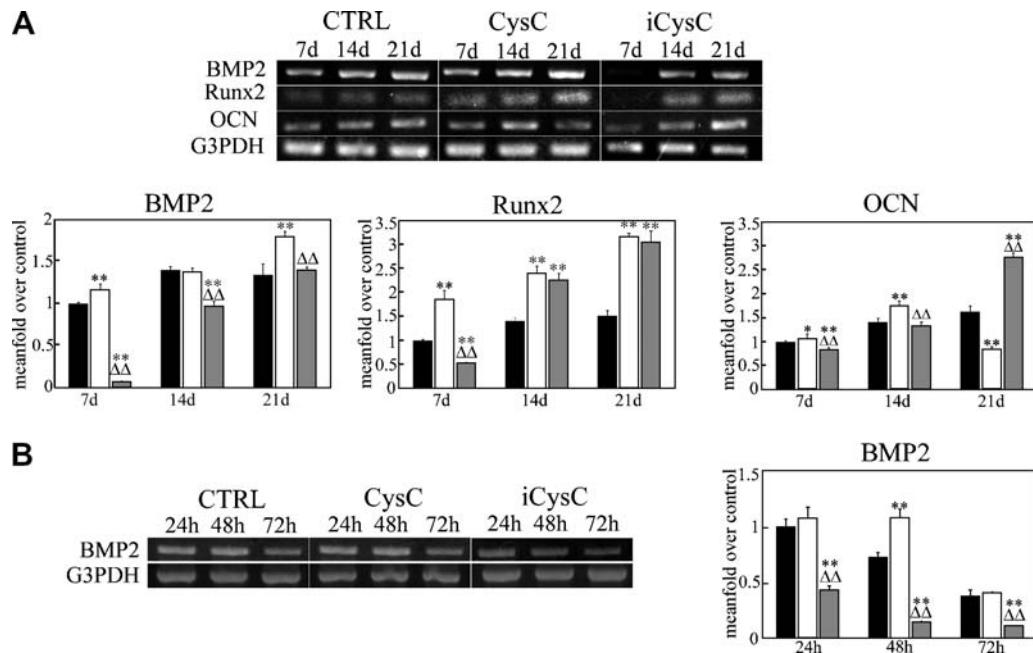 A
CTRL CysC iCysC
7d 14d 21d 7d 14d 21d 7d 14d 21d
BMP2
Runx2
OCN
G3PDH
BMP2
meanfold over control
2
1.5
1
0.5
0
**
**
ΔΔ
**
ΔΔ
**
ΔΔ
7d 14d 21d
Runx2
meanfold over control
3.5
3
2.5
2
1.5
1
0.5
0
**
**
ΔΔ
**
**
**
**
7d 14d 21d
OCN
meanfold over control
3.5
3
2.5
2
1.5
1
0.5
0
*
**
ΔΔ
**
ΔΔ
**
**
ΔΔ
7d 14d 21d
B
CTRL CysC iCysC
24h 48h 72h 24h 48h 72h 24h 48h 72h
BMP2
G3PDH
BMP2
meanfold over control
1
0.5
0
**
ΔΔ
**
**
ΔΔ
**
ΔΔ
24h 48h 72h